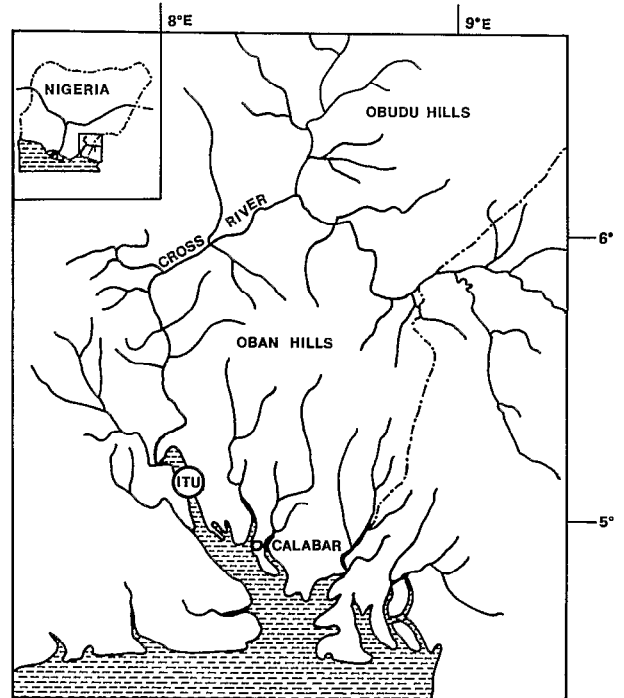 8°E
9°E
NIGERIA
OBUDU HILLS
CROSS RIVER
6°
OBAN HILLS
ITU
5°
CALABAR